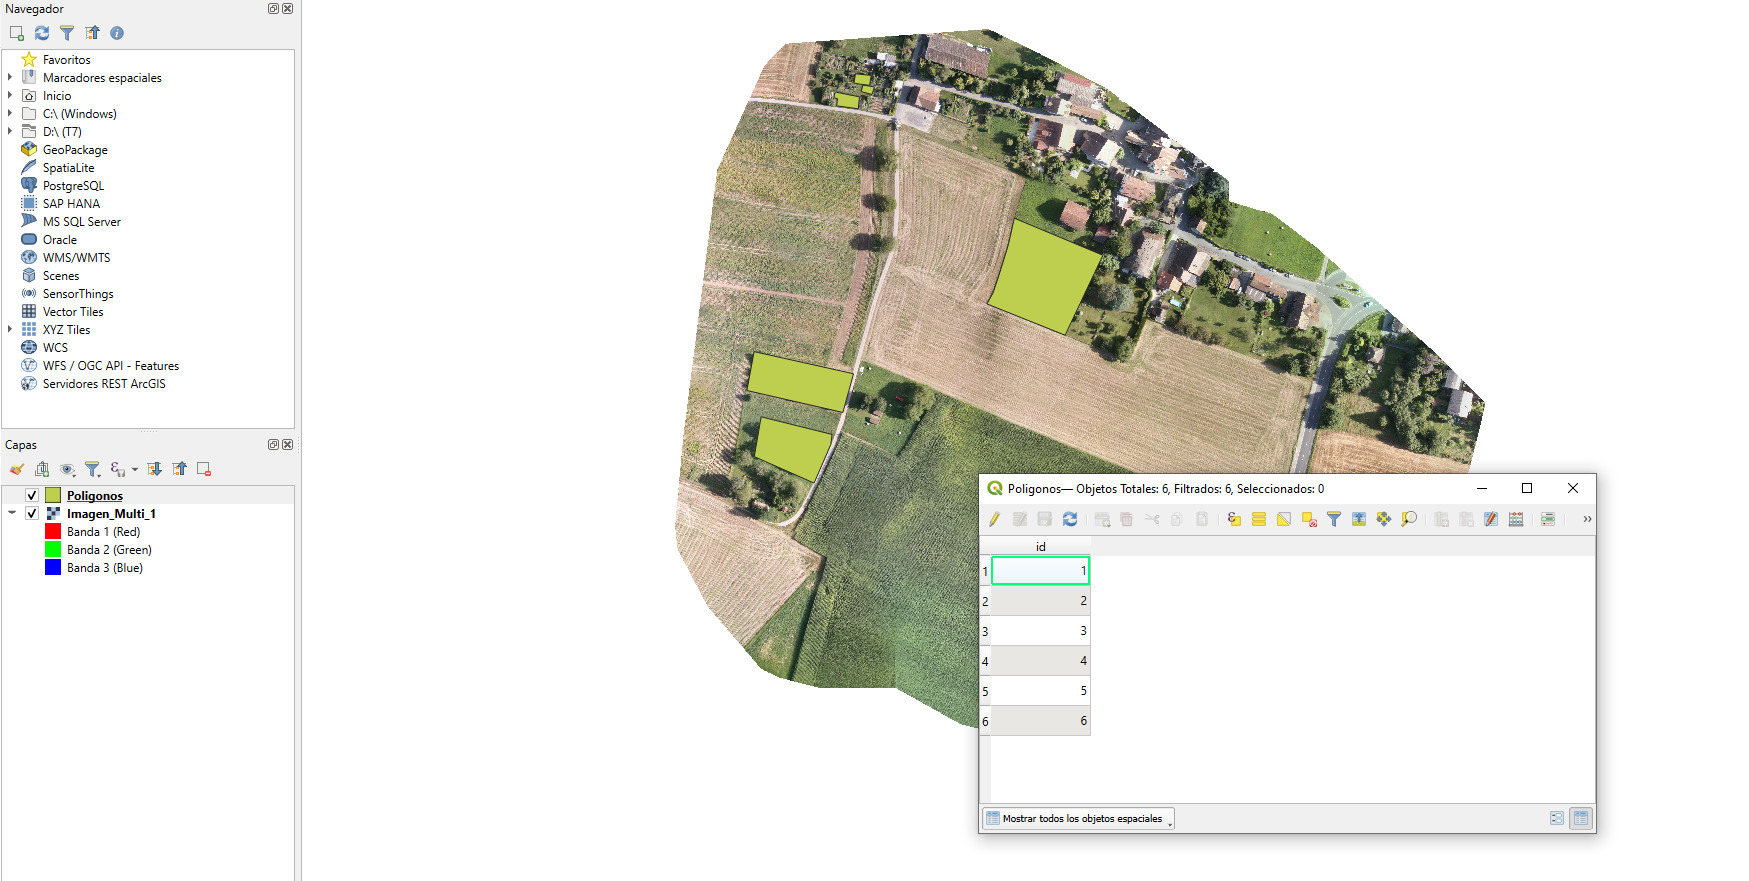 Navegador
Favoritos
Marcadores espaciales
Inicio
C:\ (Windows)
D:\ (T7)
GeoPackage
SpatiaLite
PostgreSQL
SAP HANA
MS SQL Server
Oracle
WMS/WMTS
Scenes
SensorThings
Vector Tiles
XYZ Tiles
WCS
WFS / OGC API - Features
Servidores REST ArcGIS
Capas
Poligonos
Imagen_Multi_1
Banda 1 (Red)
Banda 2 (Green)
Banda 3 (Blue)
Poligonos— Objetos Totales: 6, Filtrados: 6, Seleccionados: 0
»
id
1 1
2 2
3 3
4 4
5 5
6 6
Mostrar todos los objetos espaciales